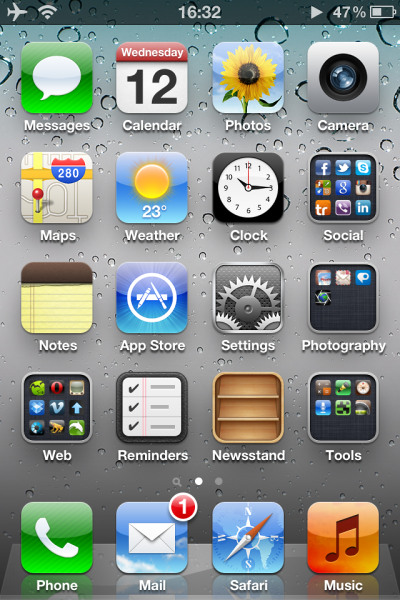 16:32
47%
Messages
Wednesday
12
Calendar
Photos
Camera
280
Maps
23°
Weather
Clock
Social
Notes
App Store
Settings
Photography
Web
Reminders
Newsstand
Tools
Phone
1
Mail
Safari
Music